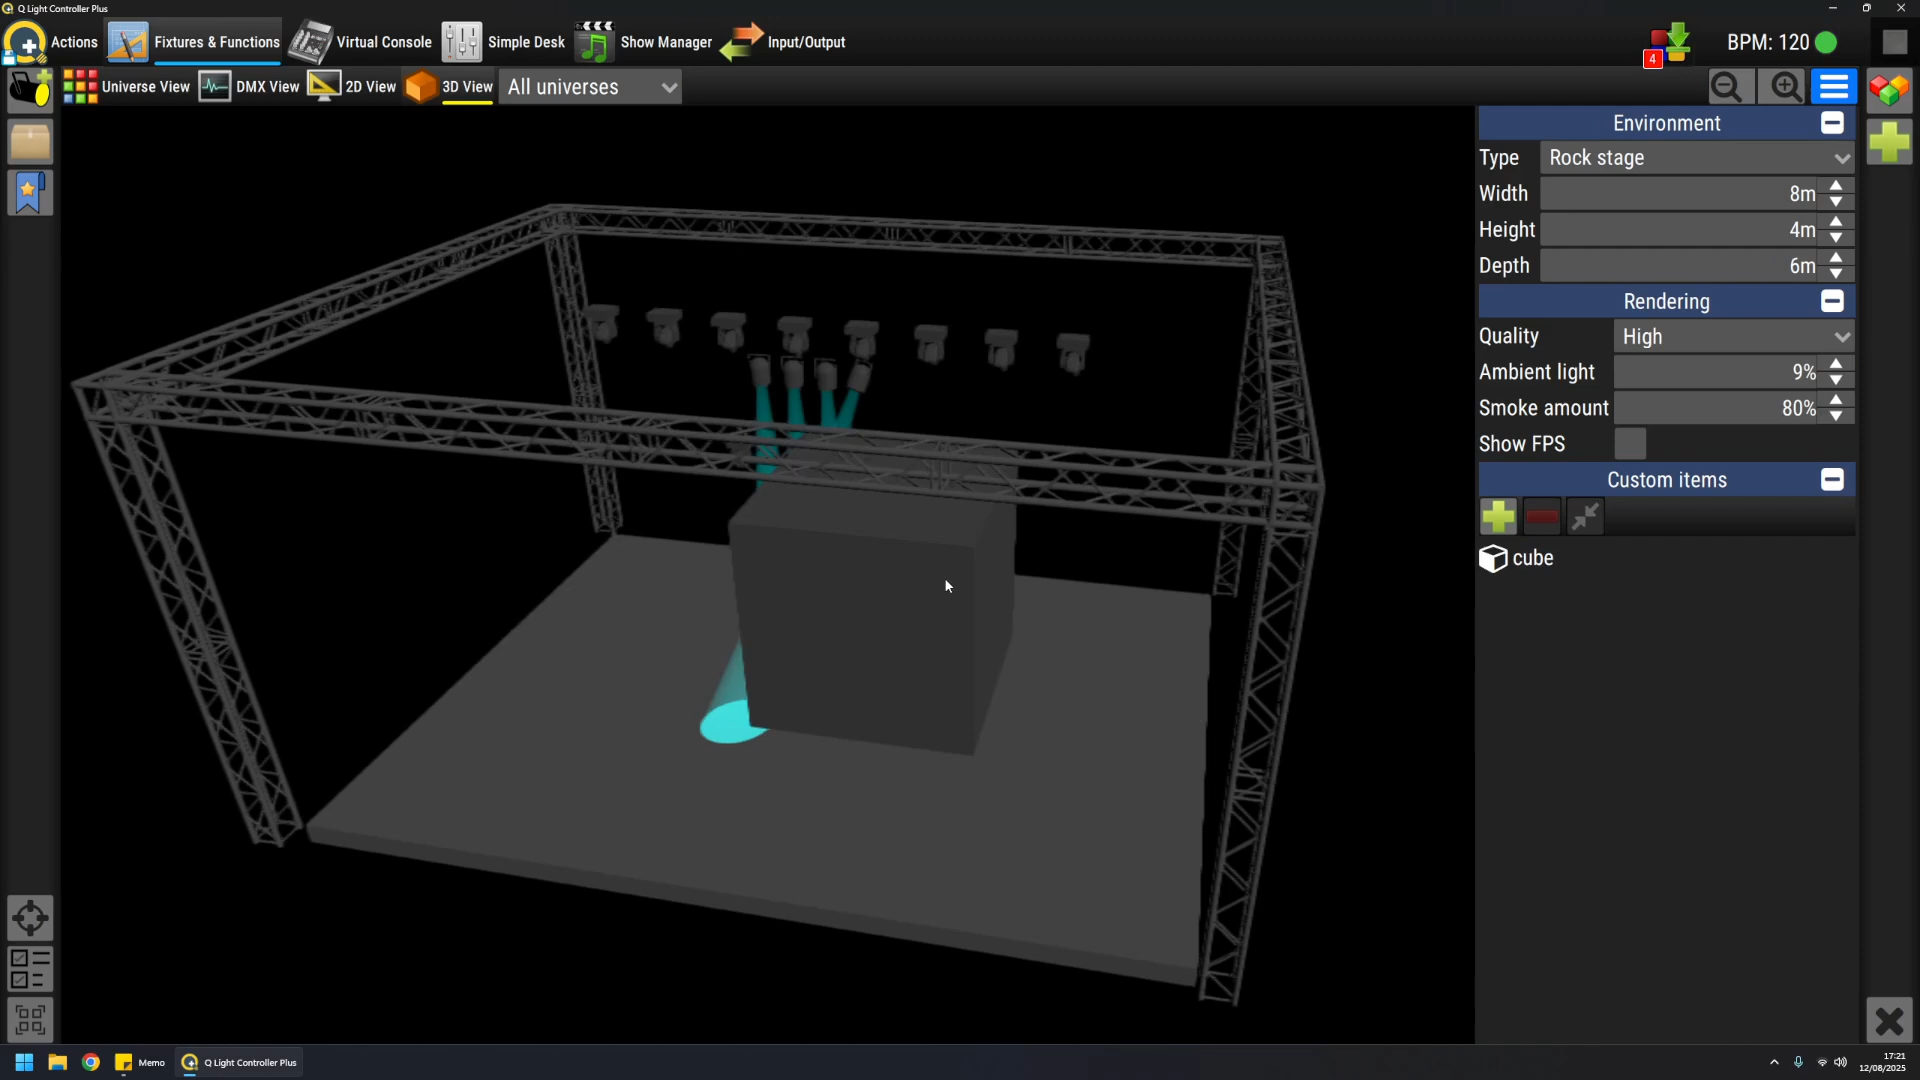 Q Light Controller Plus
Actions
Fixtures & Functions
Virtual Console
Simple Desk
Show Manager
Input/Output
4
BPM: 120
Universe View
DMX View
2D View
3D View
All universes
Environment
Type
Rock stage
Width
8m
Height
4m
Depth
6m
Rendering
Quality
High
Ambient light
9%
Smoke amount
80%
Show FPS
Custom items
cube
Memo
Q Light Controller Plus
17:21
12/08/2025